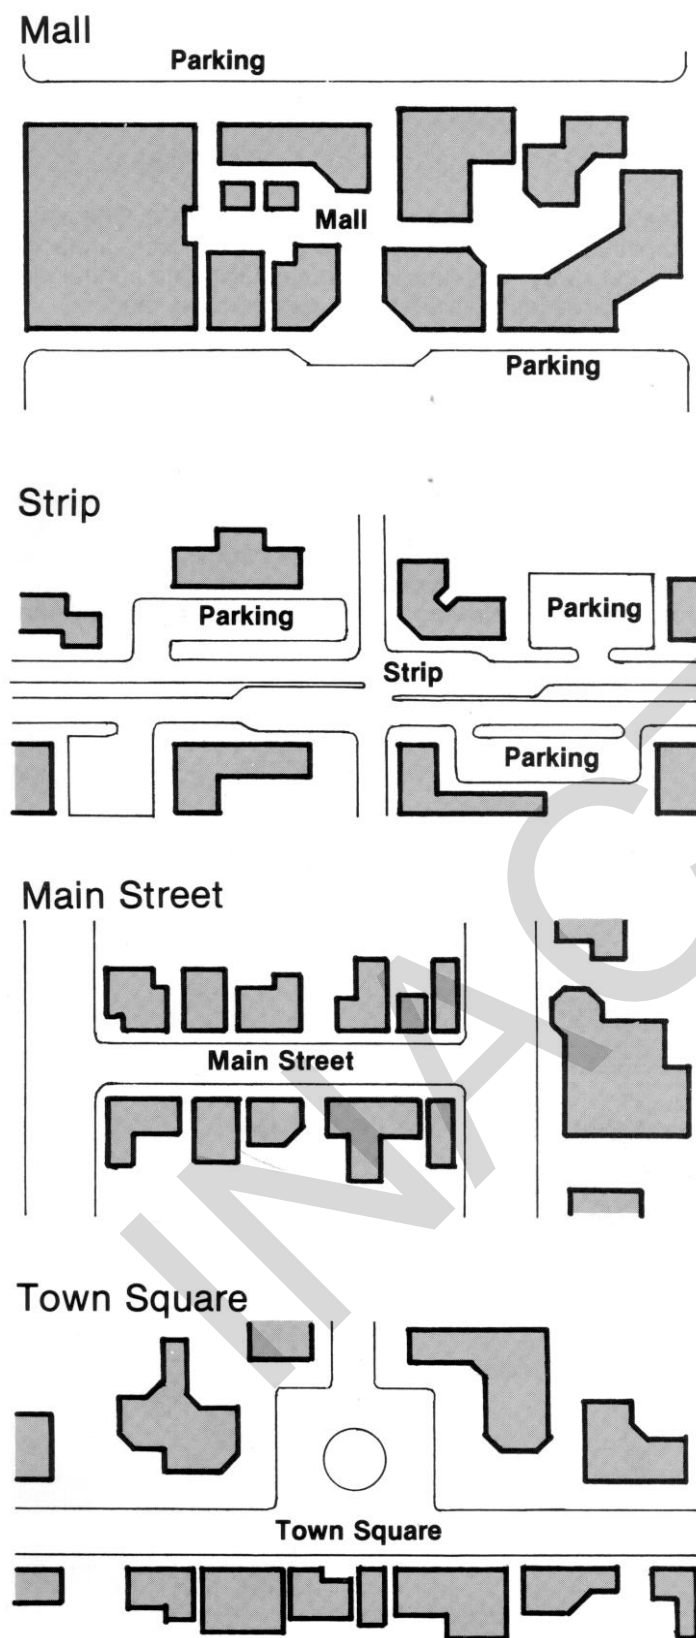 Mall
Parking
Mall
Parking
Strip
Parking
Parking
Strip
Parking
Main Street
Main Street
Town Square
Town Square